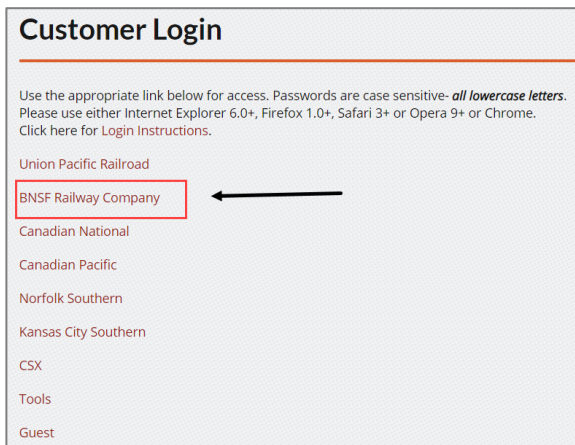 Customer Login
Use the appropriate link below for access. Passwords are case sensitive- all lowercase letters.
Please use either Internet Explorer 6.0+, Firefox 1.0+, Safari 3+ or Opera 9+ or Chrome.
Click here for Login Instructions.
Union Pacific Railroad
BNSF Railway Company
Canadian National
Canadian Pacific
Norfolk Southern
Kansas City Southern
CSX
Tools
Guest